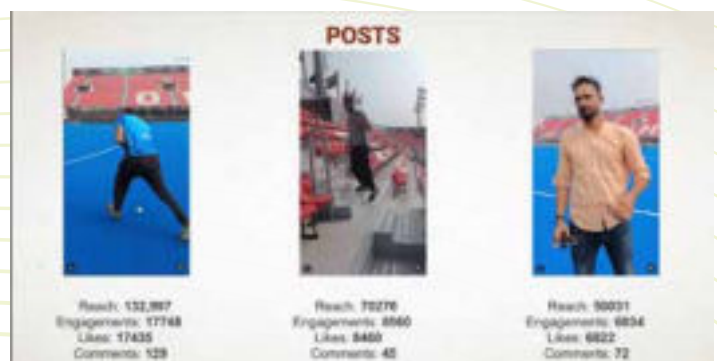 POSTS
Reach: 132,987
Engagements: 17748
Likes: 17435
Comments: 129
Reach: 70276
Engagements: 8560
Likes: 8460
Comments: 45
Reach: 50031
Engagements: 6934
Likes: 6822
Comments: 72